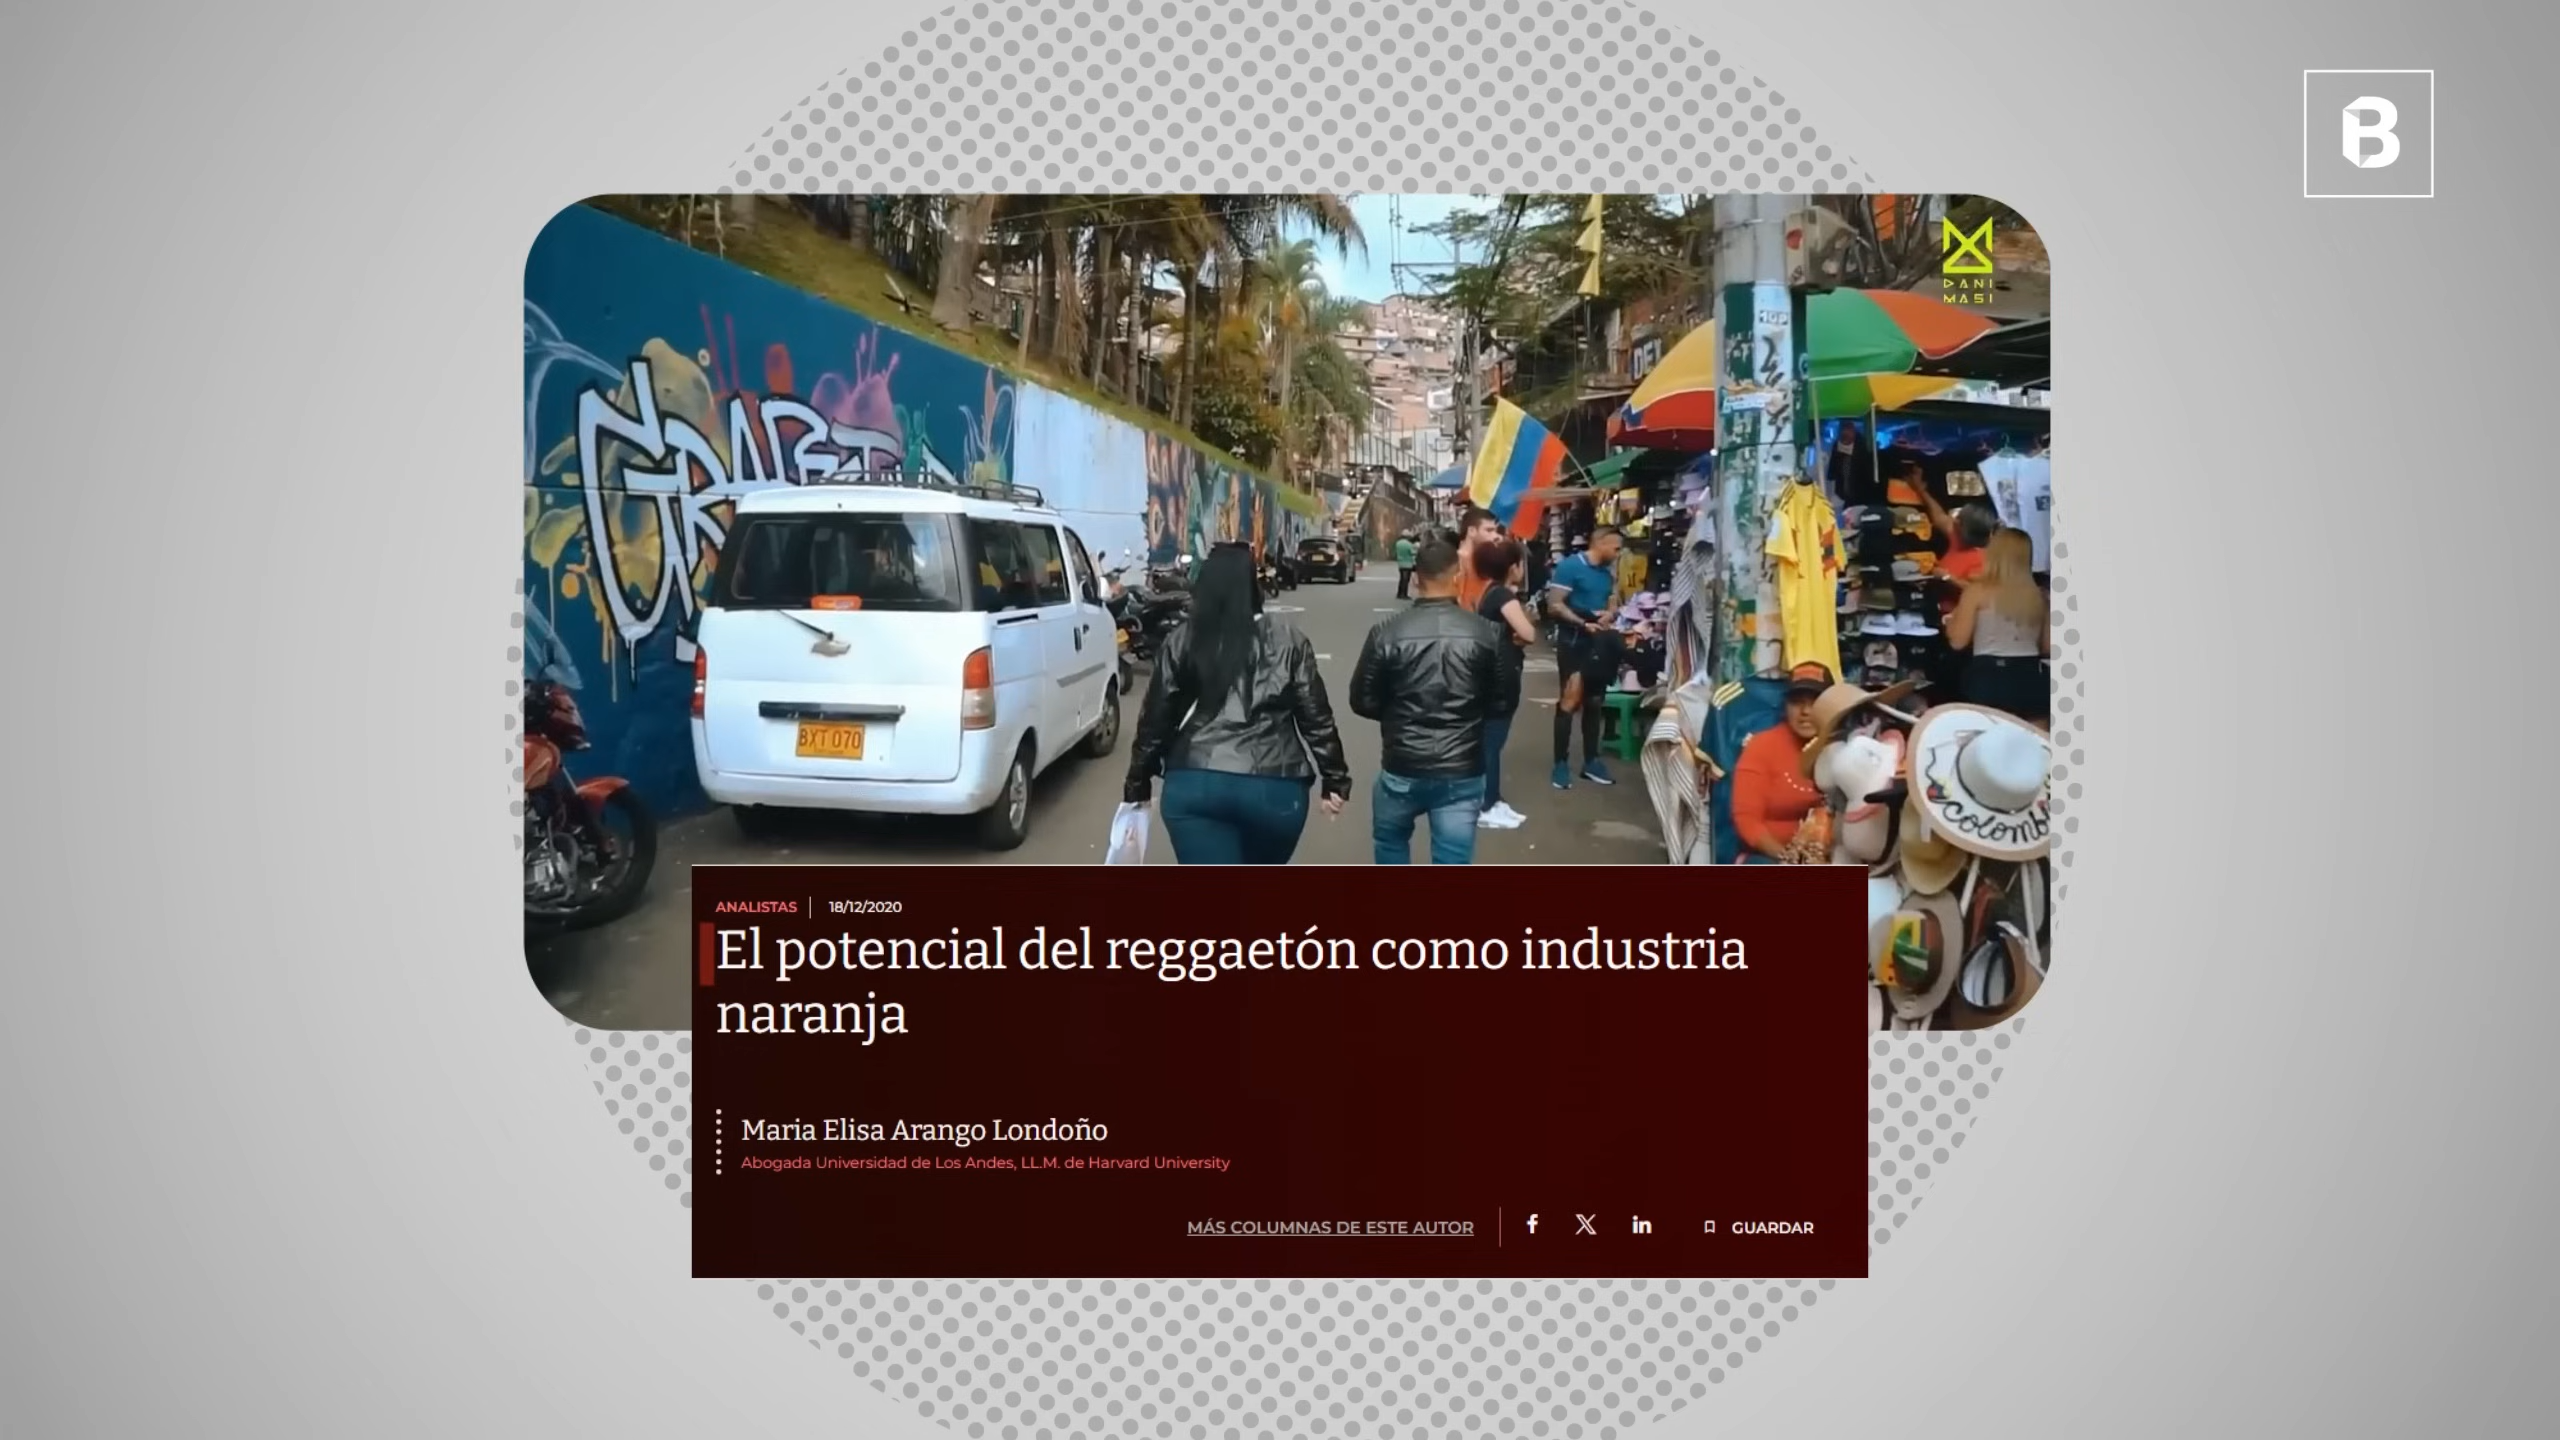 B
DANI
MASI
BXT 070
Colomb
ANALISTAS | 18/12/2020
El potencial del reggaetón como industria
naranja
Maria Elisa Arango Londoño
Abogada Universidad de Los Andes, LL.M. de Harvard University
MÁS COLUMNAS DE ESTE AUTOR
GUARDAR